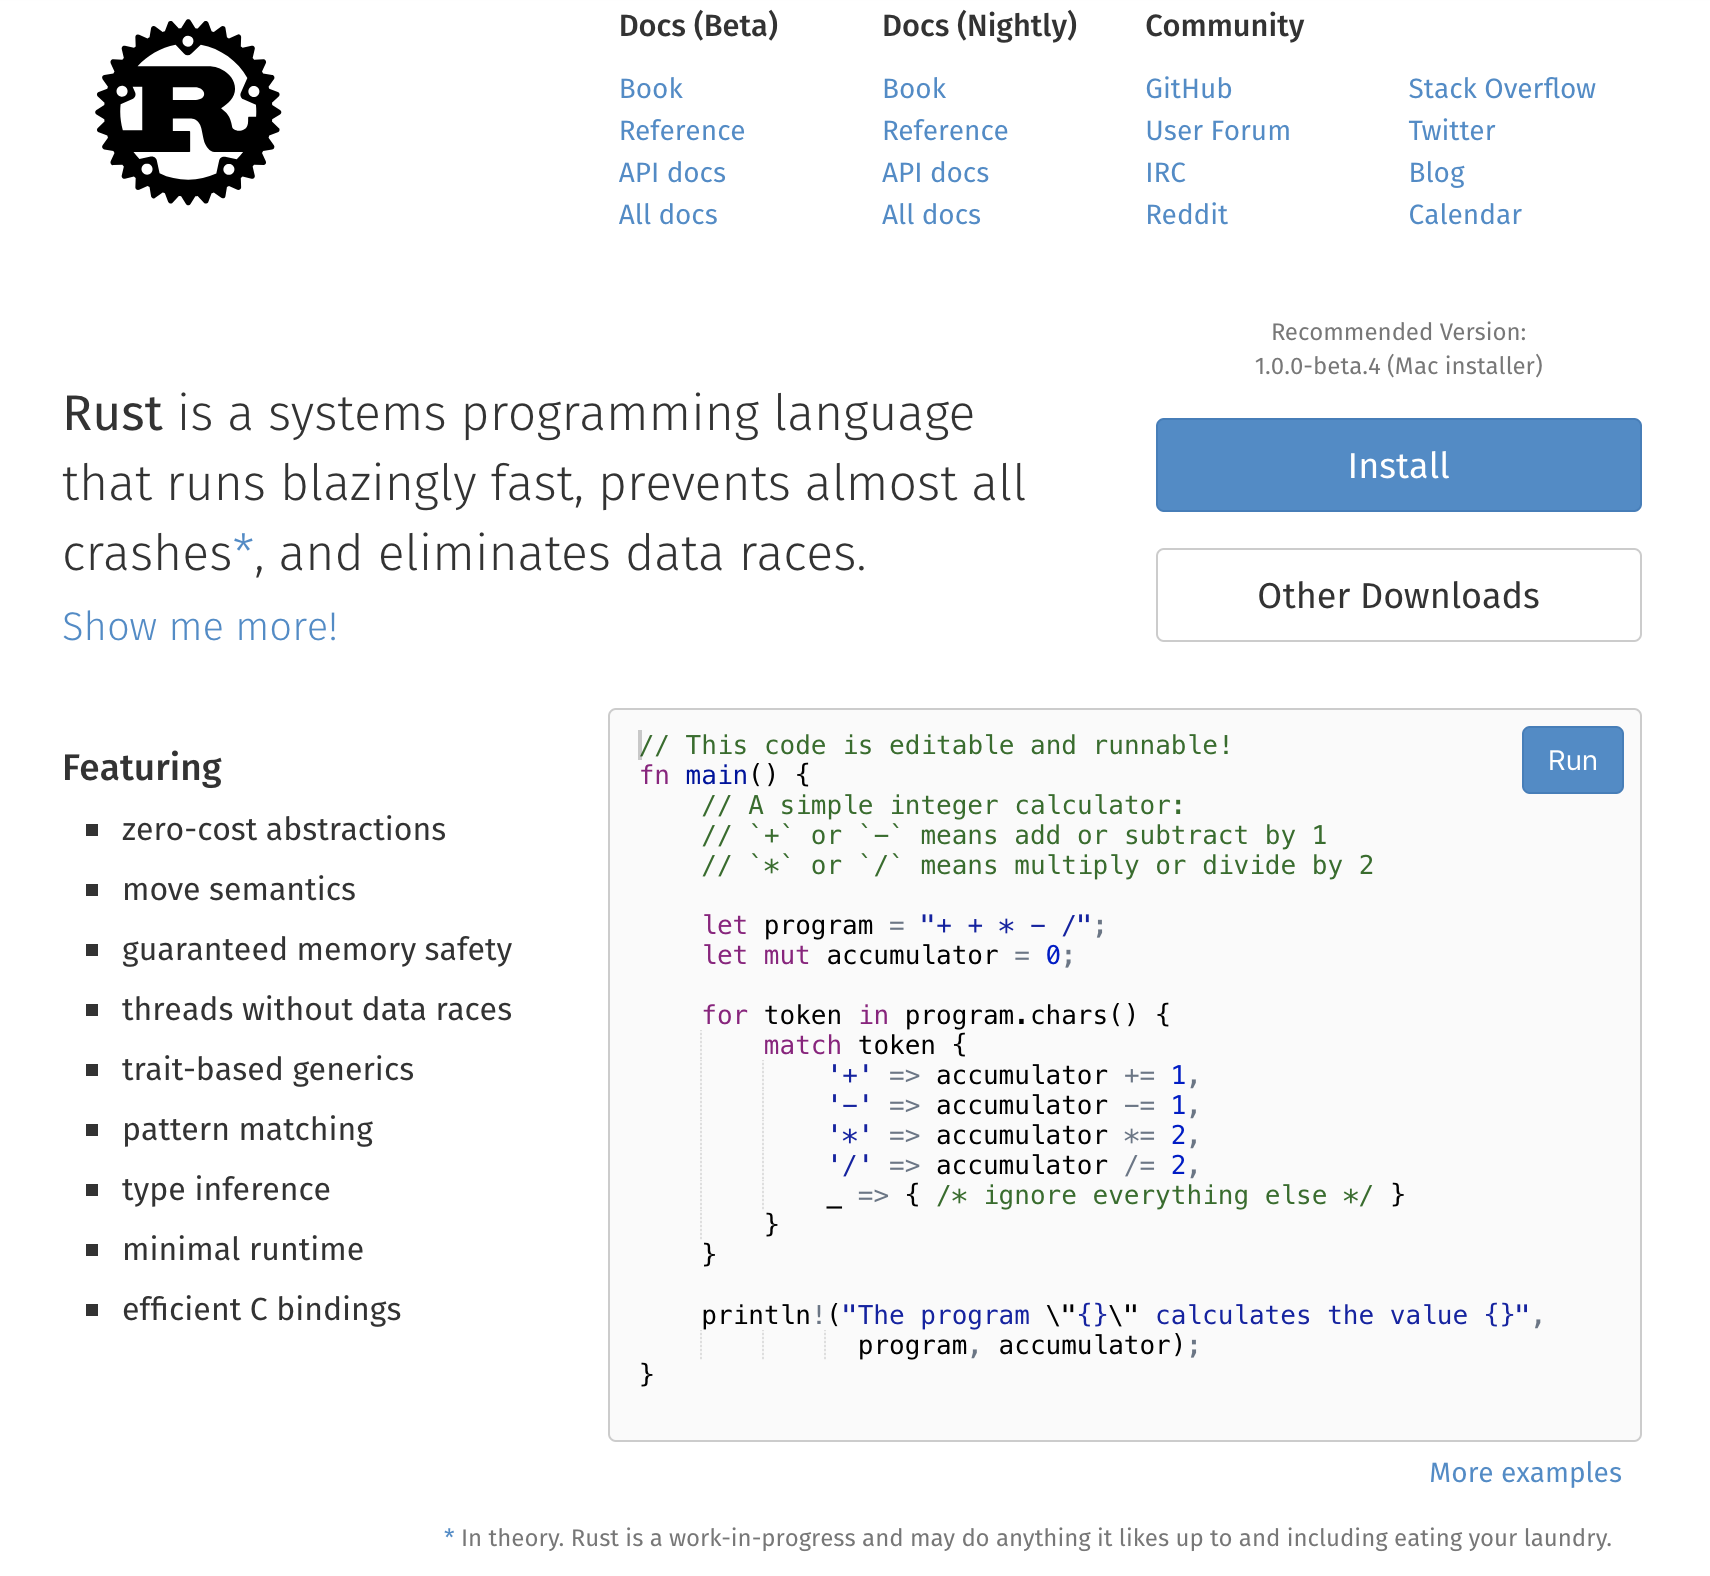 R
Docs (Beta)
Book
Reference
API docs
All docs
Docs (Nightly)
Book
Reference
API docs
All docs
Community
GitHub
User Forum
IRC
Reddit
Stack Overflow
Twitter
Blog
Calendar
Rust is a systems programming language
that runs blazingly fast, prevents almost all
crashes*, and eliminates data races.
Show me more!
Recommended Version:
1.0.0-beta.4 (Mac installer)
Install
Other Downloads
Featuring
▪ zero-cost abstractions
▪ move semantics
▪ guaranteed memory safety
▪ threads without data races
▪ trait-based generics
▪ pattern matching
▪ type inference
▪ minimal runtime
▪ efficient C bindings
Run
// This code is editable and runnable!
fn main() {
    // A simple integer calculator:
    // `+` or `-` means add or subtract by 1
    // `*` or `/` means multiply or divide by 2

    let program = "+ + * - /";
    let mut accumulator = 0;

    for token in program.chars() {
        match token {
            '+' => accumulator += 1,
            '-' => accumulator -= 1,
            '*' => accumulator *= 2,
            '/' => accumulator /= 2,
            _ => { /* ignore everything else */ }
        }
    }

    println!("The program \"{}\" calculates the value {}",
              program, accumulator);
}
More examples
* In theory. Rust is a work-in-progress and may do anything it likes up to and including eating your laundry.